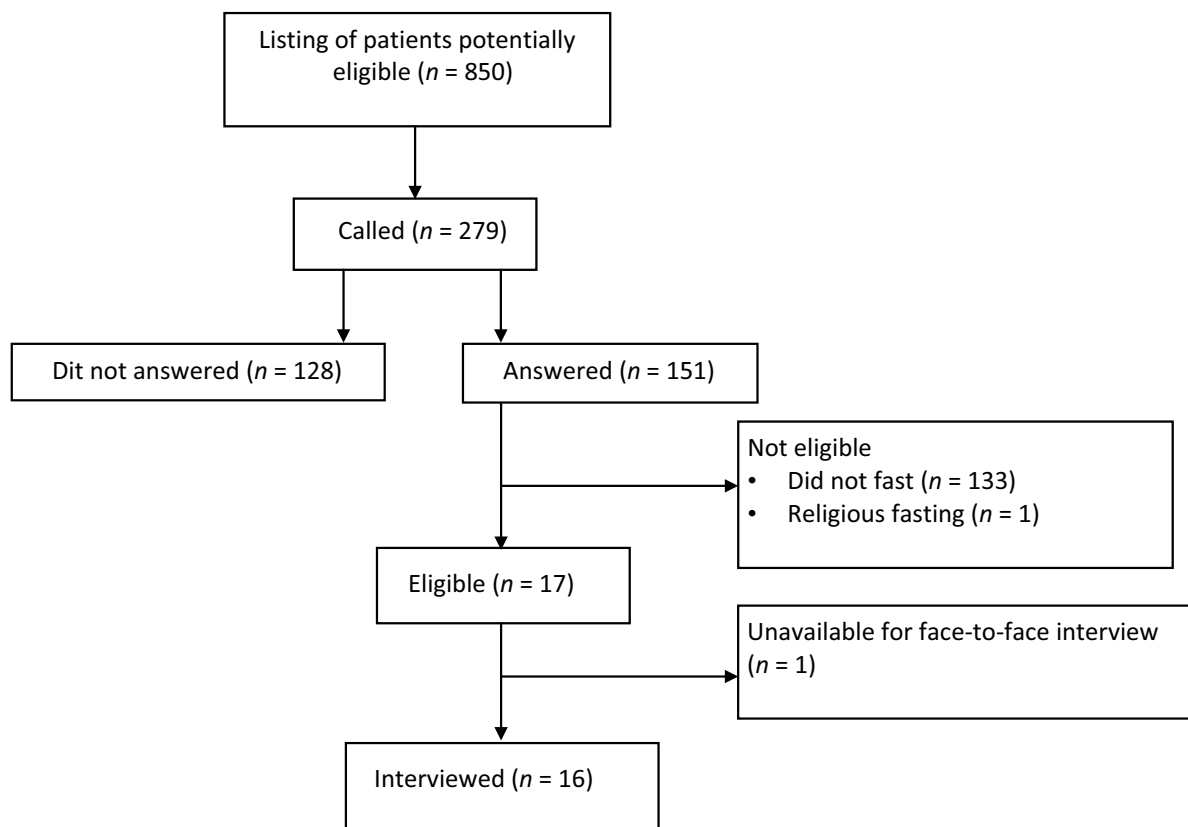 Listing of patients potentially
eligible (n = 850)
Called (n = 279)
Dit not answered (n = 128)
Answered (n = 151)
Not eligible
• Did not fast (n = 133)
• Religious fasting (n = 1)
Eligible (n = 17)
Unavailable for face-to-face interview
(n = 1)
Interviewed (n = 16)